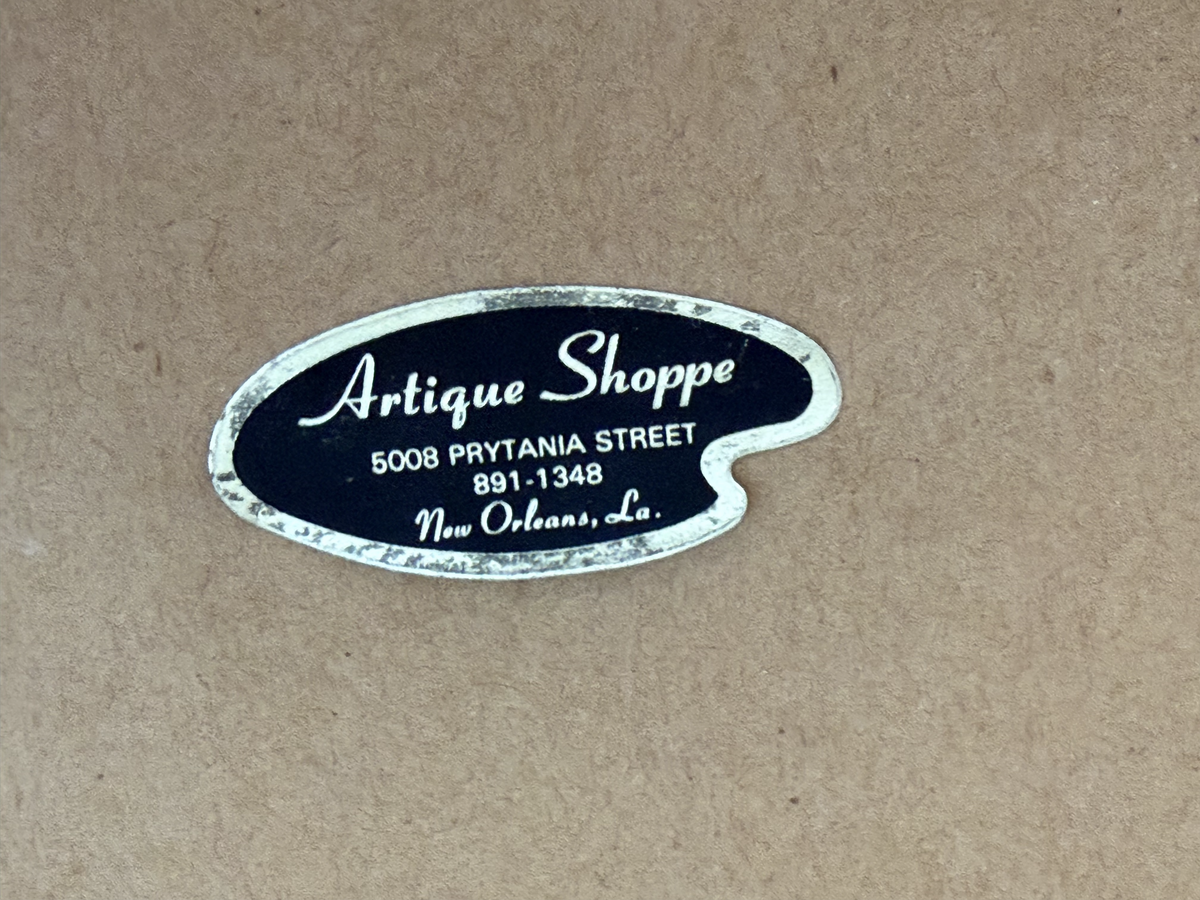 Artique Shoppe
5008 PRYTANIA STREET
891-1348
New Orleans, La.